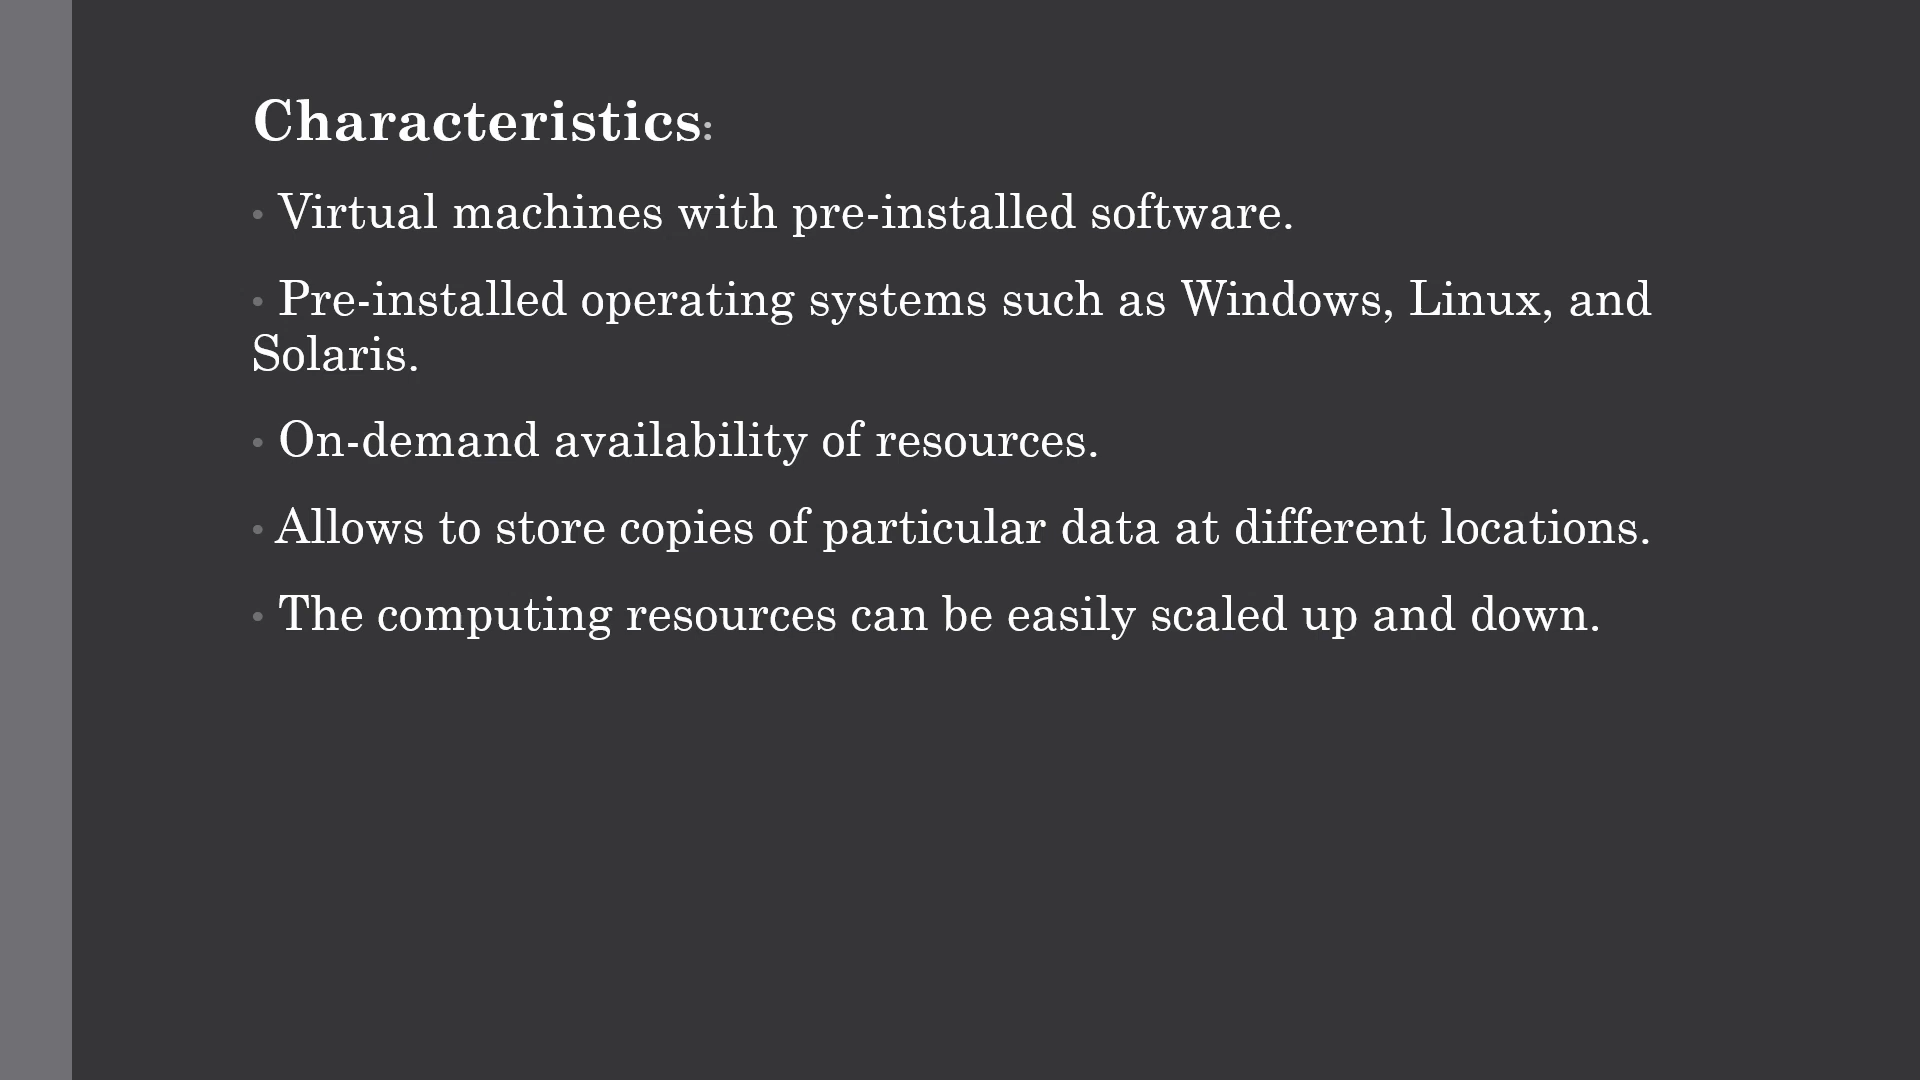 Characteristics:
• Virtual machines with pre-installed software.
• Pre-installed operating systems such as Windows, Linux, and
Solaris.
• On-demand availability of resources.
• Allows to store copies of particular data at different locations.
• The computing resources can be easily scaled up and down.